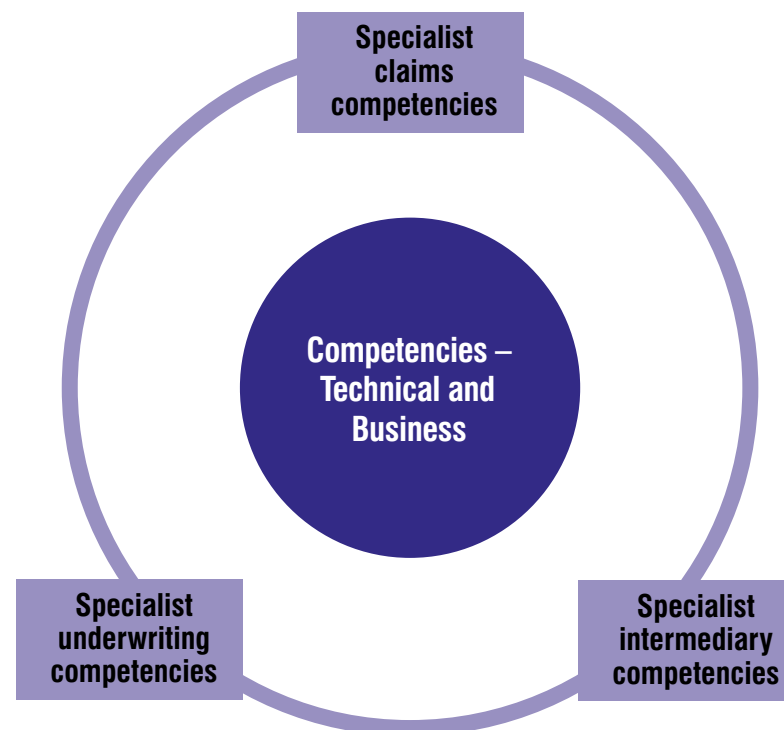 Specialist
claims
competencies
Competencies –
Technical and
Business
Specialist
underwriting
competencies
Specialist
intermediary
competencies